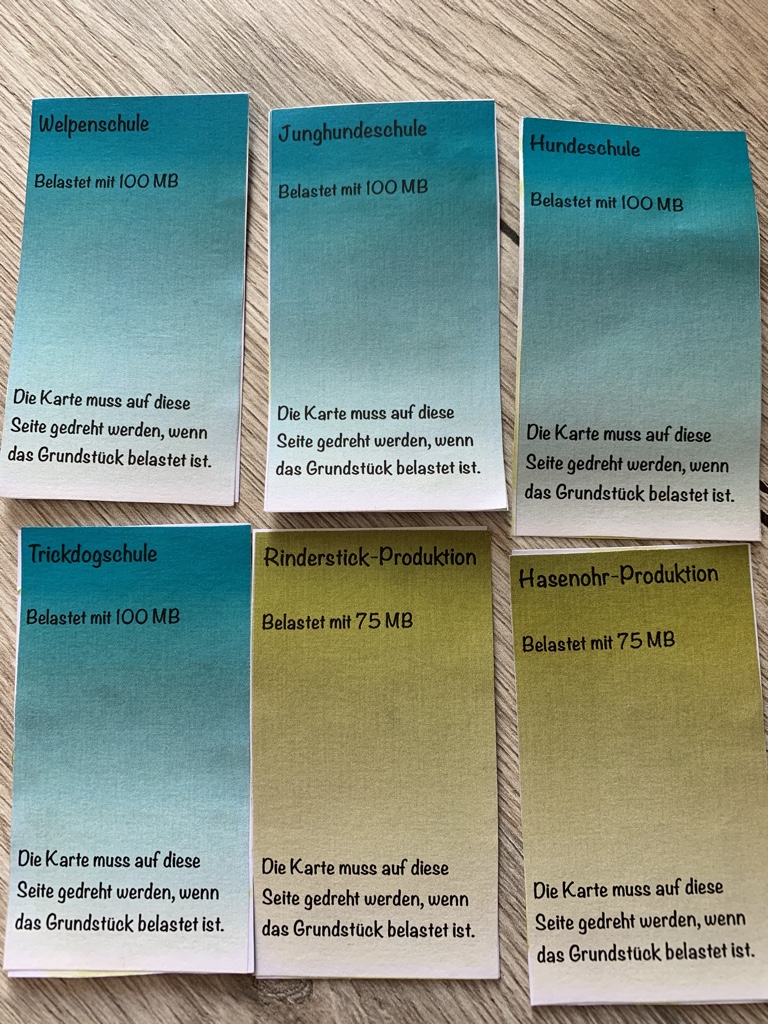 Welpenschule
Belastet mit 100 MB
Die Karte muss auf diese
Seite gedreht werden, wenn
das Grundstück belastet ist.
Junghundeschule
Belastet mit 100 MB
Die Karte muss auf diese
Seite gedreht werden, wenn
das Grundstück belastet ist.
Hundeschule
Belastet mit 100 MB
Die Karte muss auf diese
Seite gedreht werden, wenn
das Grundstück belastet ist.
Trickdogschule
Belastet mit 100 MB
Die Karte muss auf diese
Seite gedreht werden, wenn
das Grundstück belastet ist.
Rinderstick-Produktion
Belastet mit 75 MB
Die Karte muss auf diese
Seite gedreht werden, wenn
das Grundstück belastet ist.
Hasenohr-Produktion
Belastet mit 75 MB
Die Karte muss auf diese
Seite gedreht werden, wenn
das Grundstück belastet ist.